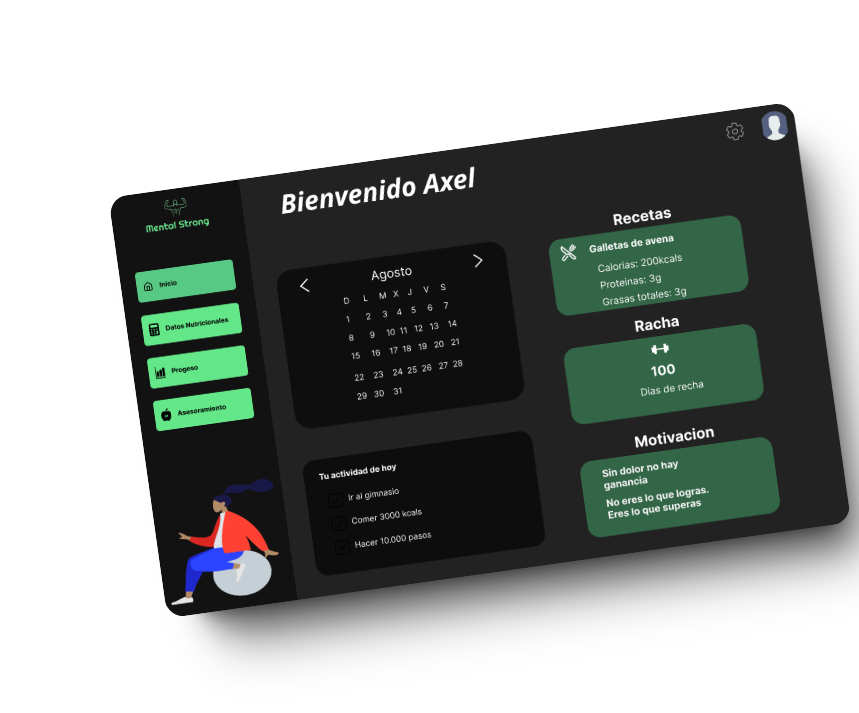 Mental Strong
Inicio
Datos Nutricionales
Progeso
Asesoramiento
Bienvenido Axel
Agosto
D L M X J V S
1 2 3 4 5 6 7
8 9 10 11 12 13 14
15 16 17 18 19 20 21
22 23 24 25 26 27 28
29 30 31
Tu actividad de hoy
Ir al gimnasio
Comer 3000 kcals
Hacer 10.000 pasos
Recetas
Galletas de avena
Calorias: 200kcals
Proteinas: 3g
Grasas totales: 3g
Racha
100
Dias de recha
Motivacion
Sin dolor no hay
ganancia
No eres lo que logras.
Eres lo que superas